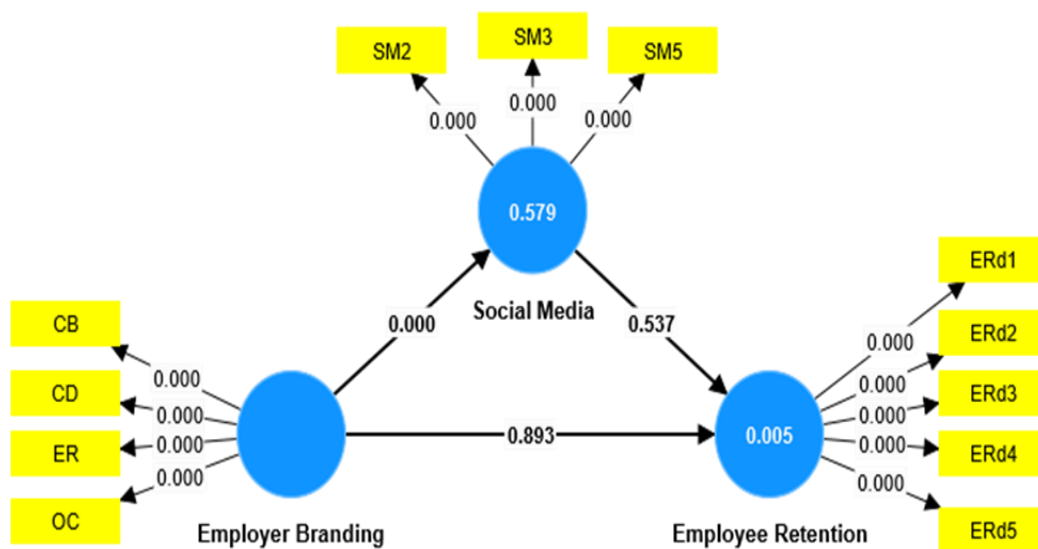 SM2
SM3
SM5
0.000
0.000
0.000
0.579
Social Media
0.000
0.537
CB
CD
ER
OC
0.000
0.000
0.000
0.000
0.893
Employer Branding
0.005
Employee Retention
0.000
0.000
0.000
0.000
0.000
ERd1
ERd2
ERd3
ERd4
ERd5